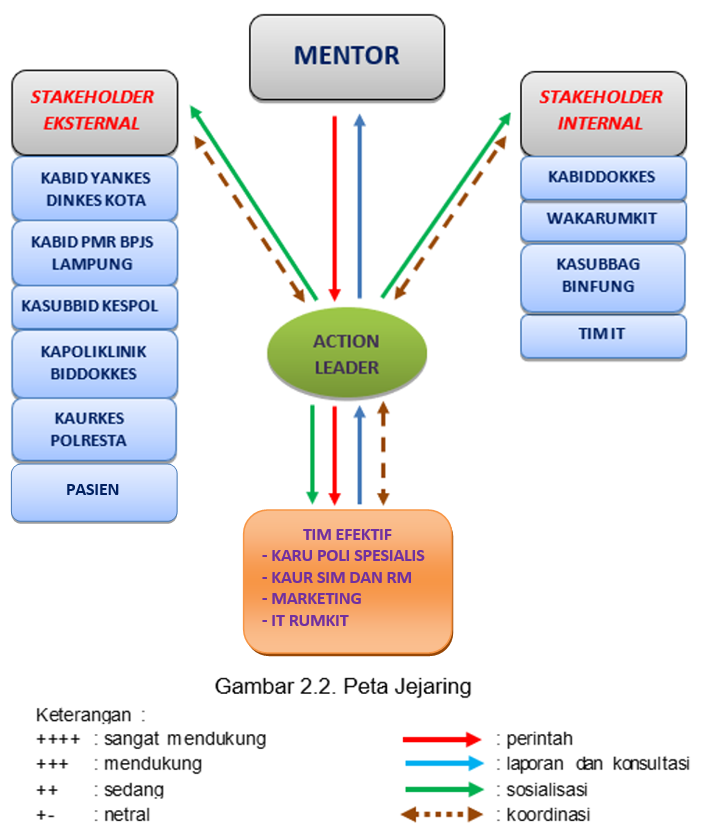 MENTOR
STAKEHOLDER
EKSTERNAL
KABID YANKES
DINKES KOTA
KABID PMR BPJS
LAMPUNG
KASUBBID KESPOL
KAPOLIKLINIK
BIDDOKKES
KAURKES
POLRESTA
PASIEN
STAKEHOLDER
INTERNAL
KABIDDOKKES
WAKARUMKIT
KASUBBAG
BINFUNG
TIM IT
ACTION
LEADER
TIM EFEKTIF
- KARU POLI SPESIALIS
- KAUR SIM DAN RM
- MARKETING
- IT RUMKIT
Gambar 2.2. Peta Jejaring
Keterangan :
++++ : sangat mendukung
+++ : mendukung
++ : sedang
+- : netral
: perintah
: laporan dan konsultasi
: sosialisasi
: koordinasi